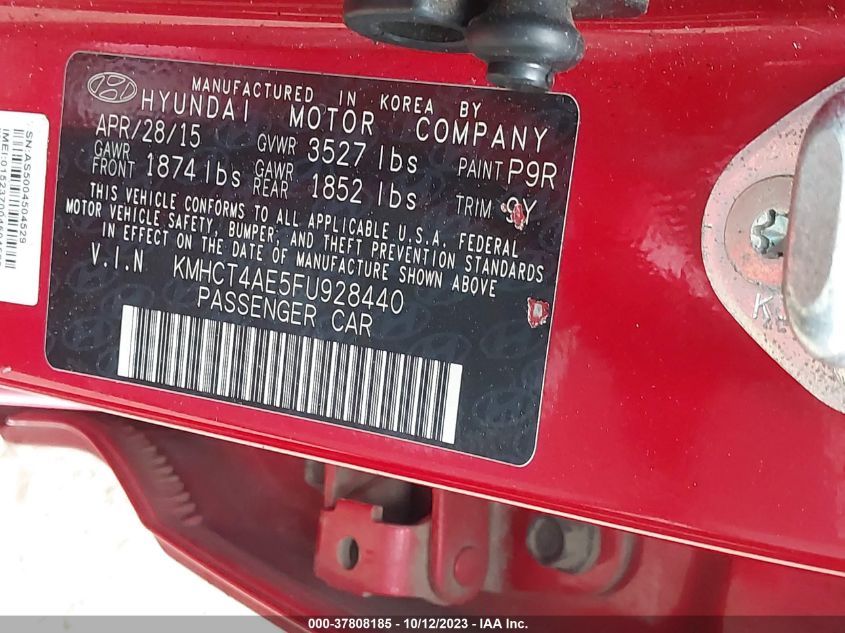 MANUFACTURED IN KOREA BY
HYUNDAI MOTOR COMPANY
APR/28/15 GVWR 3527 lbs PAINT P9R
GAWR FRONT 1874 lbs GAWR REAR 1852 lbs TRIM
THIS VEHICLE CONFORMS TO ALL APPLICABLE U.S.A. FEDERAL
MOTOR VEHICLE SAFETY, BUMPER, AND THEFT PREVENTION STANDARDS
IN EFFECT ON THE DATE OF MANUFACTURE SHOWN ABOVE
V.I.N KMHCT4AE5FU928440
PASSENGER CAR
SN:AS5004504529
000-37808185 - 10/12/2023 - IAA Inc.